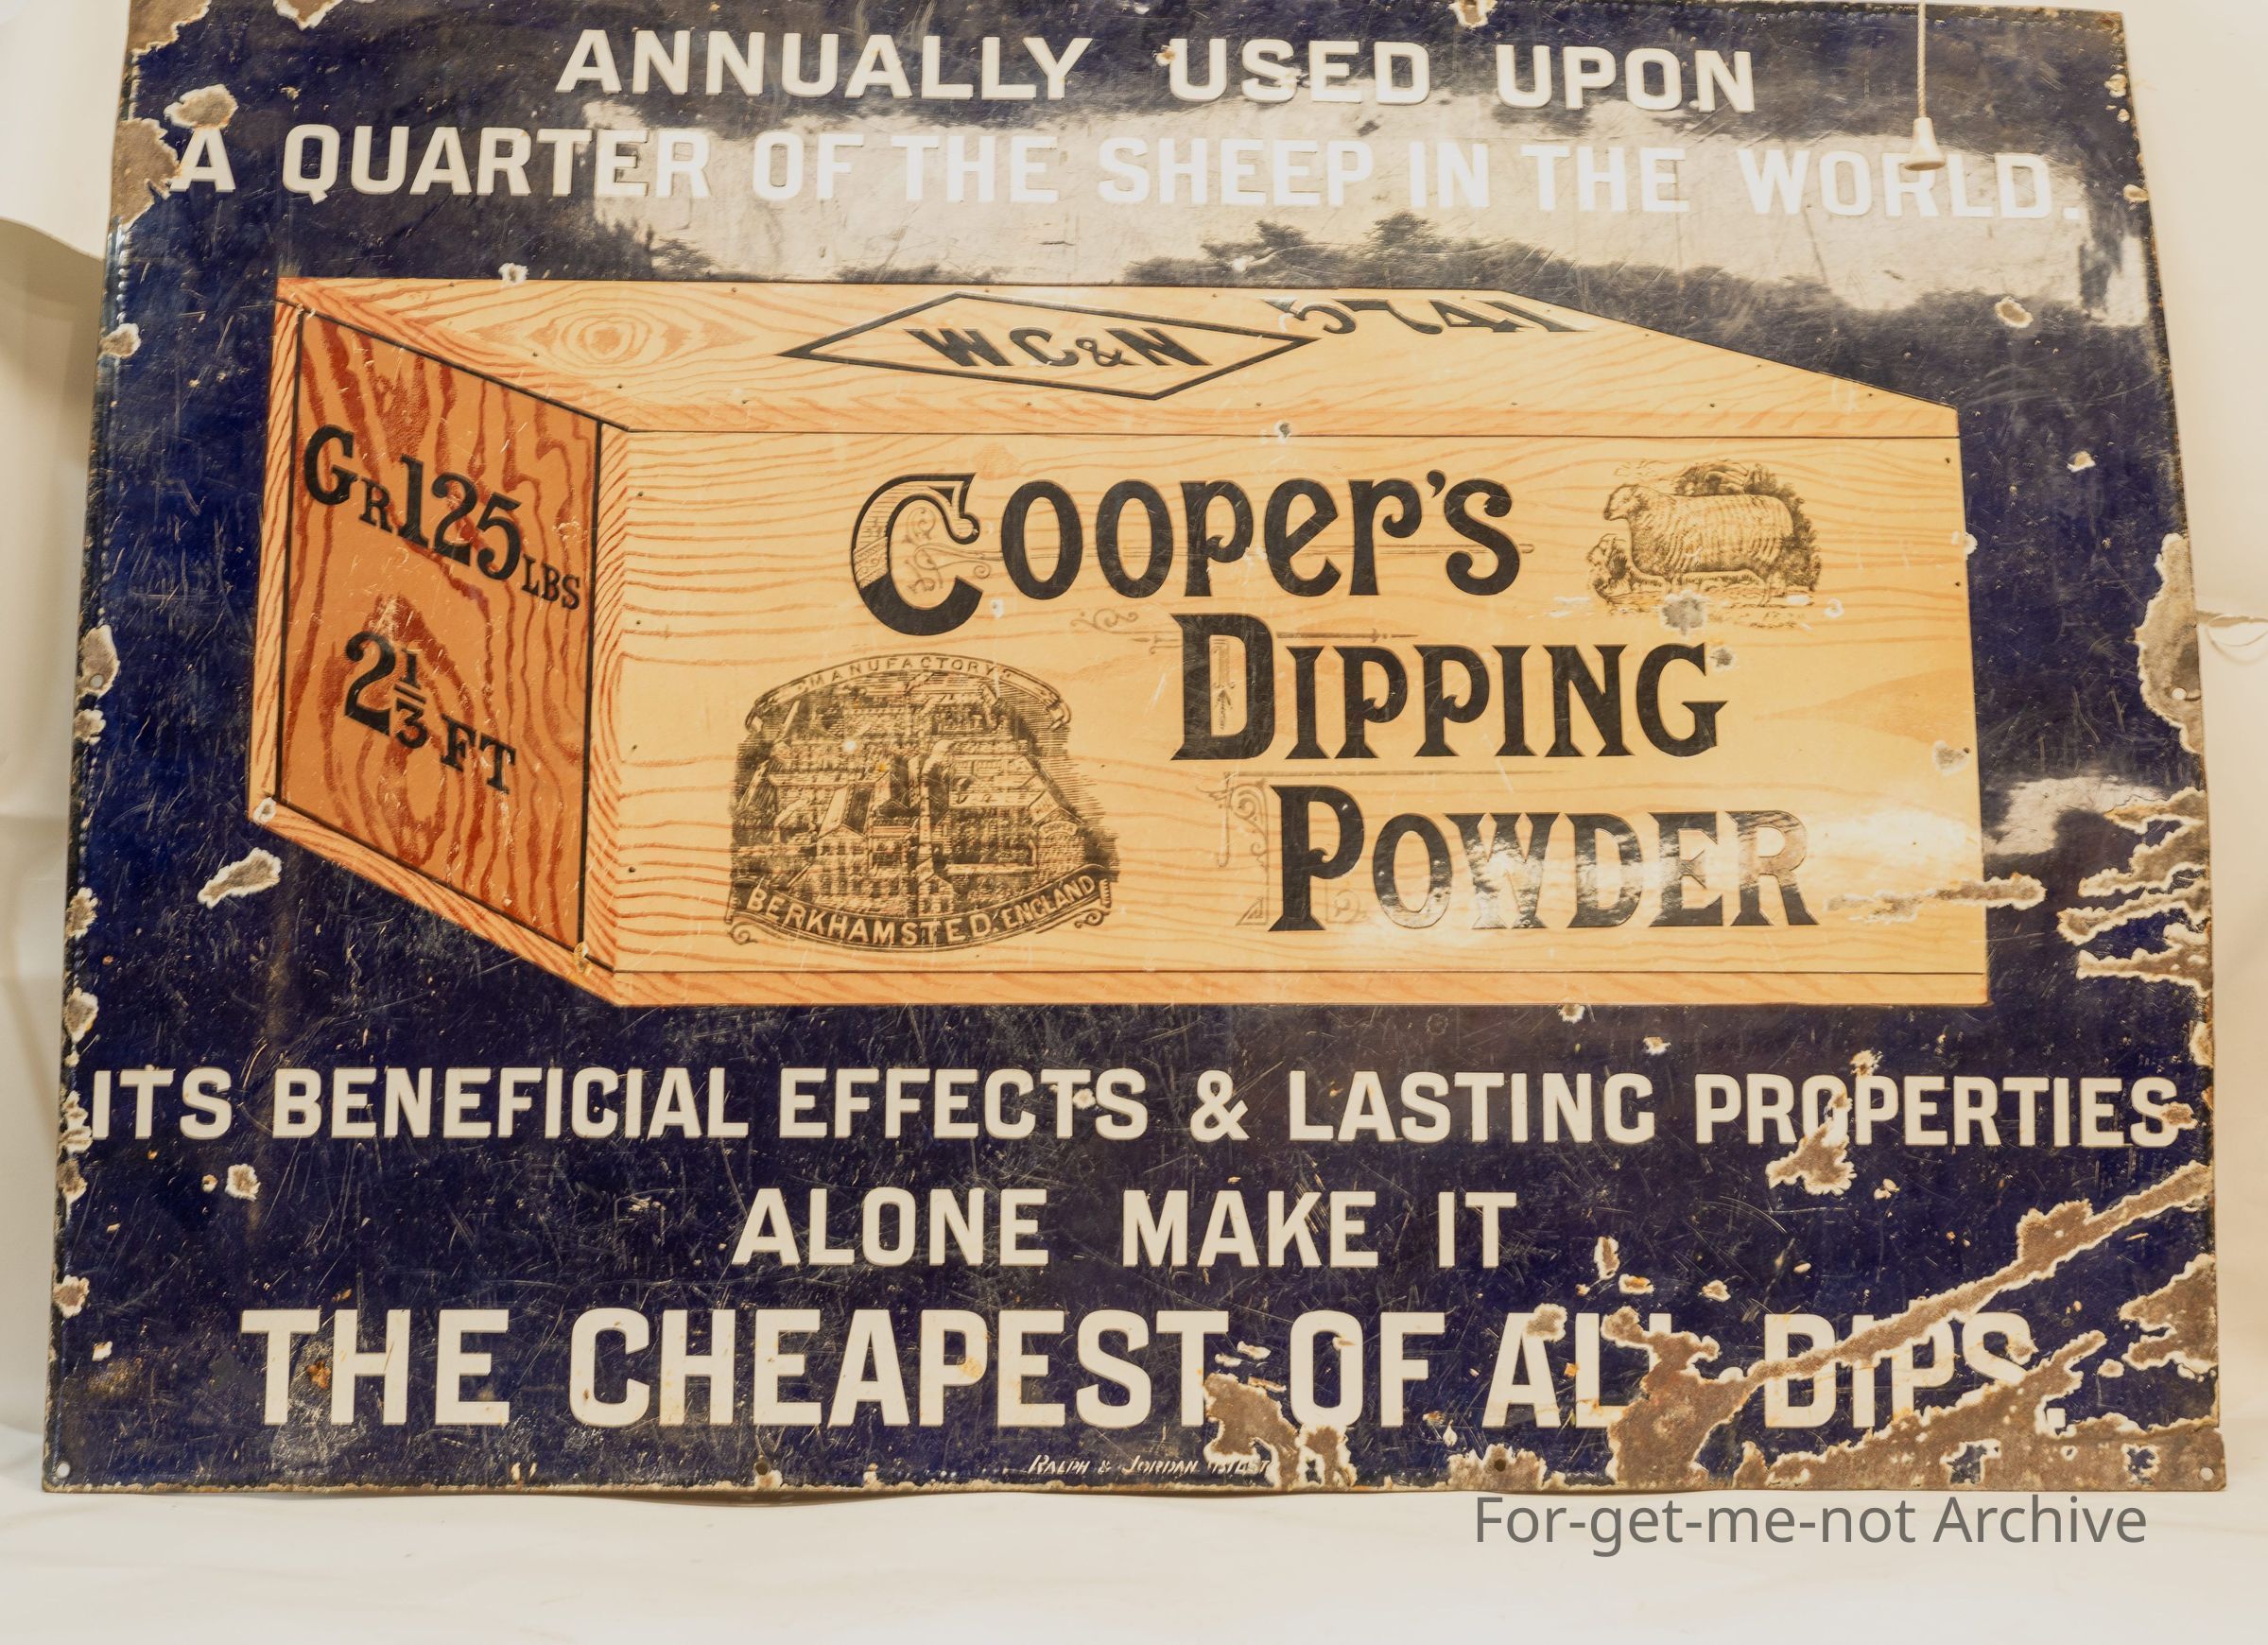 ANNUALLY USED UPON
A QUARTER OF THE SHEEP IN THE WORLD.
W C & N
5741
GR 125 LBS
2 1/3 FT
Cooper's
Dipping
Powder
MANUFACTORY
BERKHAMSTED. ENGLAND
ITS BENEFICIAL EFFECTS & LASTING PROPERTIES
ALONE MAKE IT
THE CHEAPEST OF ALL DIPS.
RALPH & JORDAN
For-get-me-not Archive